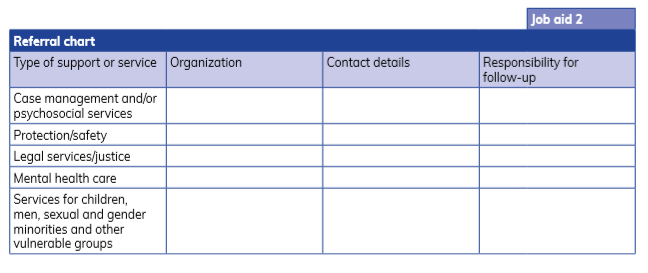 Job aid 2
Referral chart
Type of support or service
Organization
Contact details
Responsibility for
follow-up
Case management and/or
psychosocial services
Protection/safety
Legal services/justice
Mental health care
Services for children,
men, sexual and gender
minorities and other
vulnerable groups